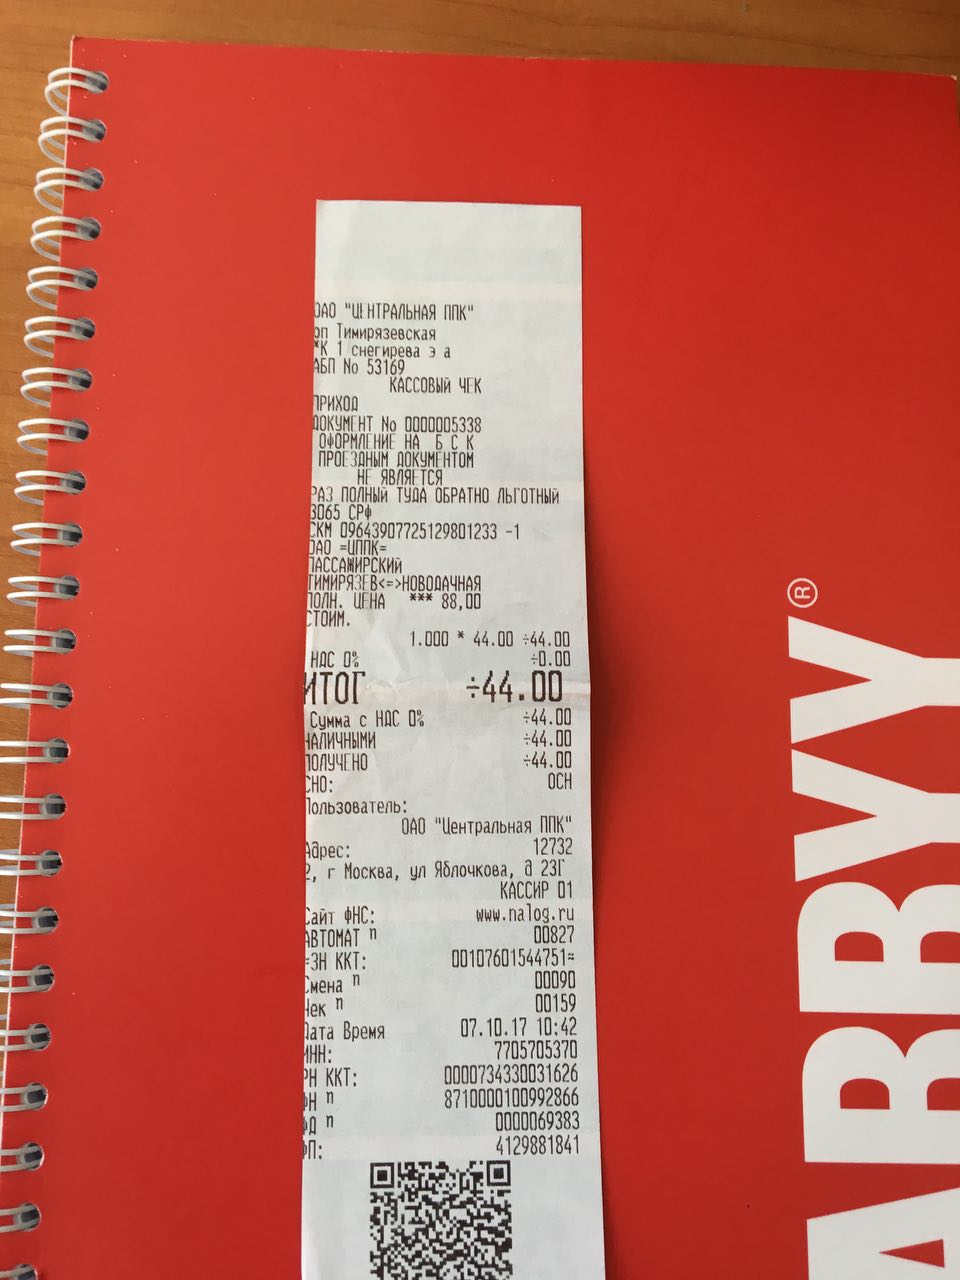 ОАО "ЦЕНТРАЛЬНАЯ ППК"
оп Тимирязевская
*К 1 снегирева э а
АБП No 53169
КАССОВЫЙ ЧЕК
ПРИХОД
ДОКУМЕНТ No 0000005338
ОФОРМЛЕНИЕ НА Б С К
ПРОЕЗДНЫМ ДОКУМЕНТОМ
НЕ ЯВЛЯЕТСЯ
РАЗ ПОЛНЫЙ ТУДА ОБРАТНО ЛЬГОТНЫЙ
3065 СРФ
СКМ 09643907725129801233 -1
ОАО =ЦППК=
ПАССАЖИРСКИЙ
ТИМИРЯЗЕВ<=>НОВОДАЧНАЯ
ПОЛН. ЦЕНА *** 88,00
СТОИМ.
1.000 * 44.00 ÷44.00
НДС 0% ÷0.00
ИТОГ ÷44.00
Сумма с НДС 0% ÷44.00
НАЛИЧНЫМИ ÷44.00
ПОЛУЧЕНО ÷44.00
СНО: ОСН
Пользователь:
ОАО "Центральная ППК"
Адрес: 12732
2, г Москва, ул Яблочкова, д 23Г
КАССИР 01
Сайт ФНС: www.nalog.ru
АВТОМАТ n 00827
=ЗН ККТ: 00107601544751=
Смена n 00090
Чек n 00159
Дата Время 07.10.17 10:42
ИНН: 7705705370
РН ККТ: 0000734330031626
ФН n 8710000100992866
ФД n 0000069383
ФП: 4129881841
ABBYY®